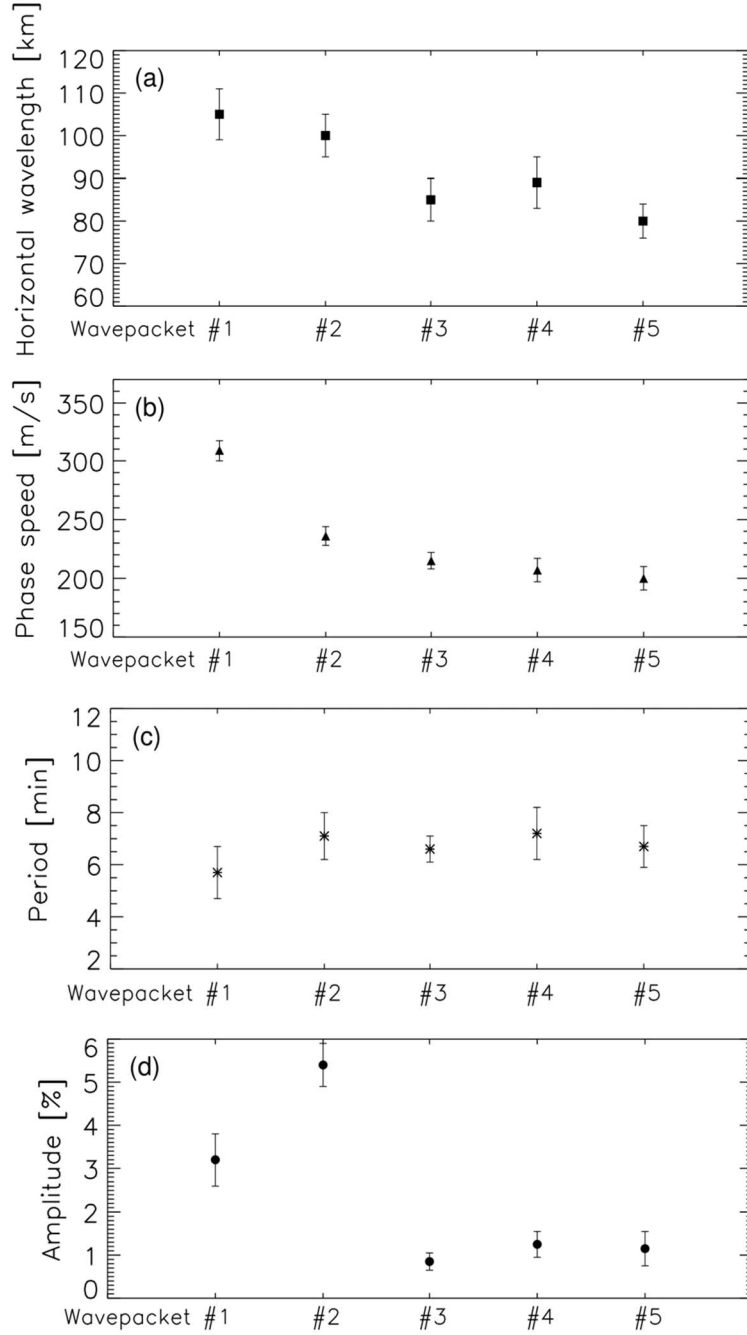 Horizontal wavelength [km]
120
110
100
90
80
70
60
(a)
Wavepacket #1 #2 #3 #4 #5
Phase speed [m/s]
350
300
250
200
150
(b)
Wavepacket #1 #2 #3 #4 #5
Period [min]
12
10
8
6
4
2
(c)
Wavepacket #1 #2 #3 #4 #5
Amplitude [%]
6
5
4
3
2
1
0
(d)
Wavepacket #1 #2 #3 #4 #5